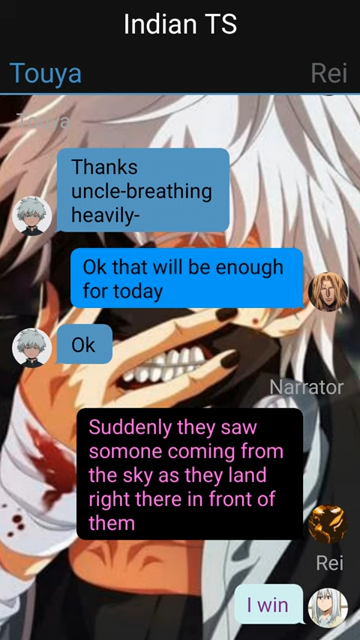 Indian TS
Touya
Rei
Touya
Thanks
uncle-breathing
heavily-
Ok that will be enough
for today
Ok
Narrator
Suddenly they saw
somone coming from
the sky as they land
right there in front of
them
Rei
I win